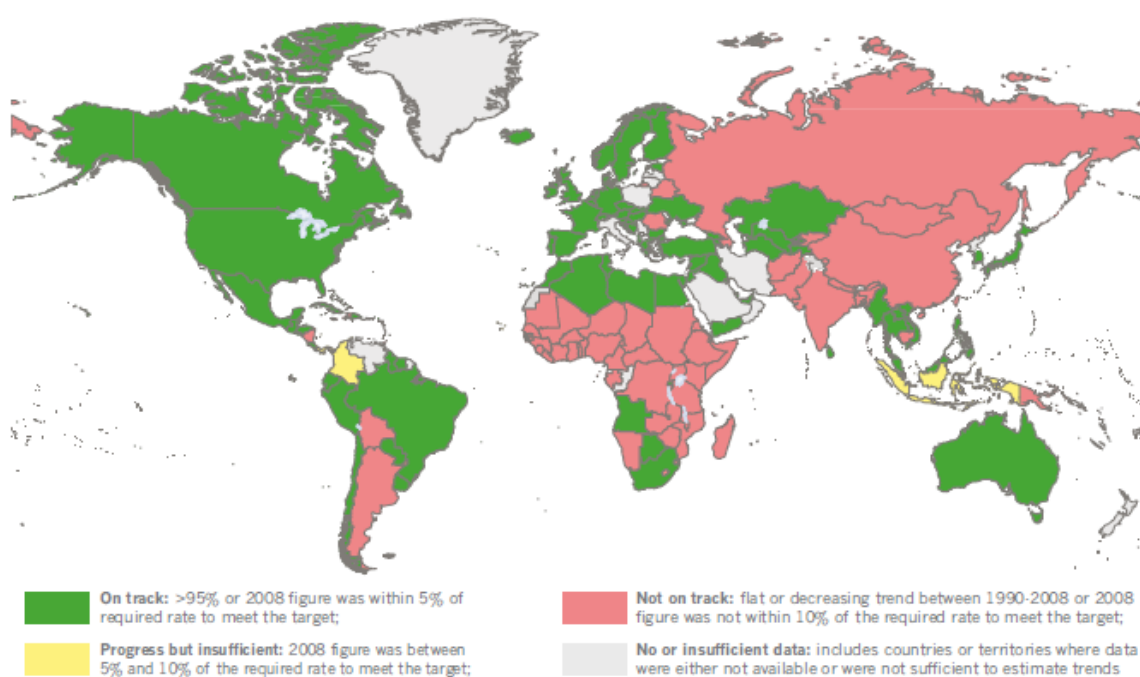 On track: >95% or 2008 figure was within 5% of
required rate to meet the target;
Progress but insufficient: 2008 figure was between
5% and 10% of the required rate to meet the target;
Not on track: flat or decreasing trend between 1990-2008 or 2008
figure was not within 10% of the required rate to meet the target;
No or insufficient data: includes countries or territories where data
were either not available or were not sufficient to estimate trends